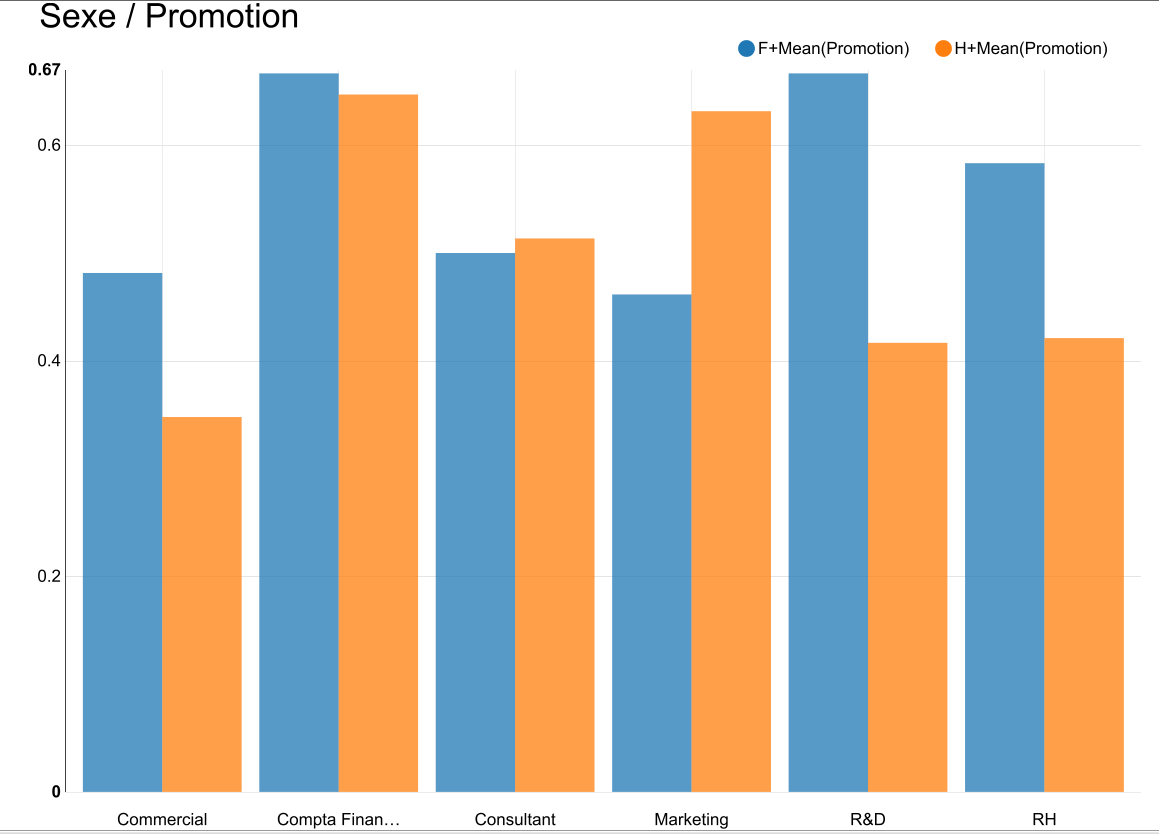 Sexe / Promotion
F+Mean(Promotion) H+Mean(Promotion)
0.67
0.6
0.4
0.2
0
Commercial Compta Finan… Consultant Marketing R&D RH